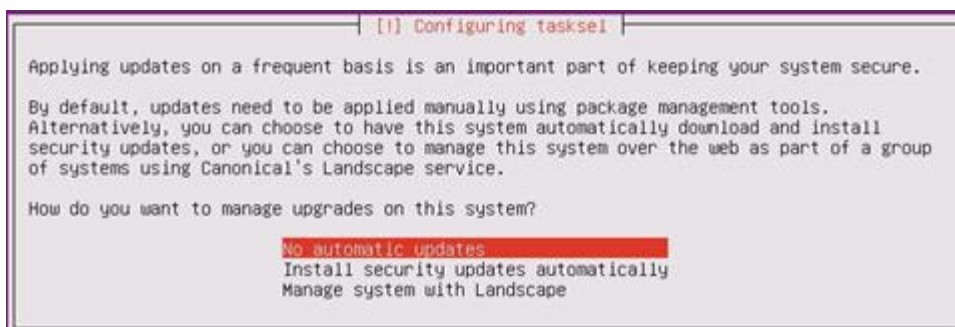 [!] Configuring tasksel
Applying updates on a frequent basis is an important part of keeping your system secure.
By default, updates need to be applied manually using package management tools.
Alternatively, you can choose to have this system automatically download and install
security updates, or you can choose to manage this system over the web as part of a group
of systems using Canonical's Landscape service.
How do you want to manage upgrades on this system?
No automatic updates
Install security updates automatically
Manage system with Landscape